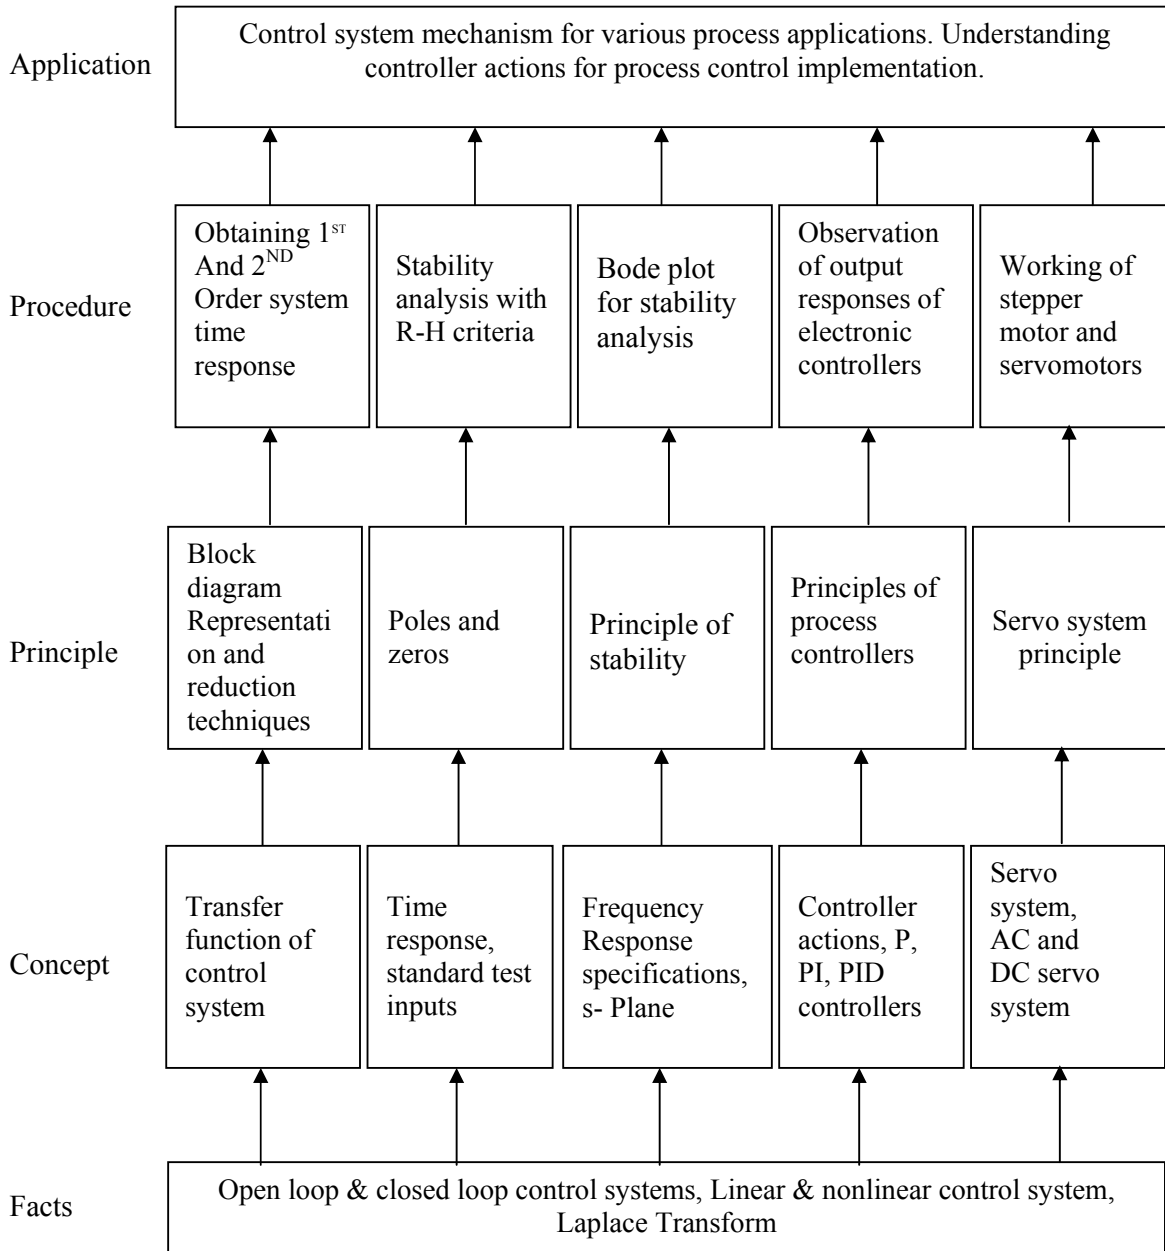 Application
Control system mechanism for various process applications. Understanding
controller actions for process control implementation.
Procedure
Obtaining 1ST
And 2ND
Order system
time
response
Stability
analysis with
R-H criteria
Bode plot
for stability
analysis
Observation
of output
responses of
electronic
controllers
Working of
stepper
motor and
servomotors
Principle
Block
diagram
Representati
on and
reduction
techniques
Poles and
zeros
Principle of
stability
Principles of
process
controllers
Servo system
principle
Concept
Transfer
function of
control
system
Time
response,
standard test
inputs
Frequency
Response
specifications,
s- Plane
Controller
actions, P,
PI, PID
controllers
Servo
system,
AC and
DC servo
system
Facts
Open loop & closed loop control systems, Linear & nonlinear control system,
Laplace Transform